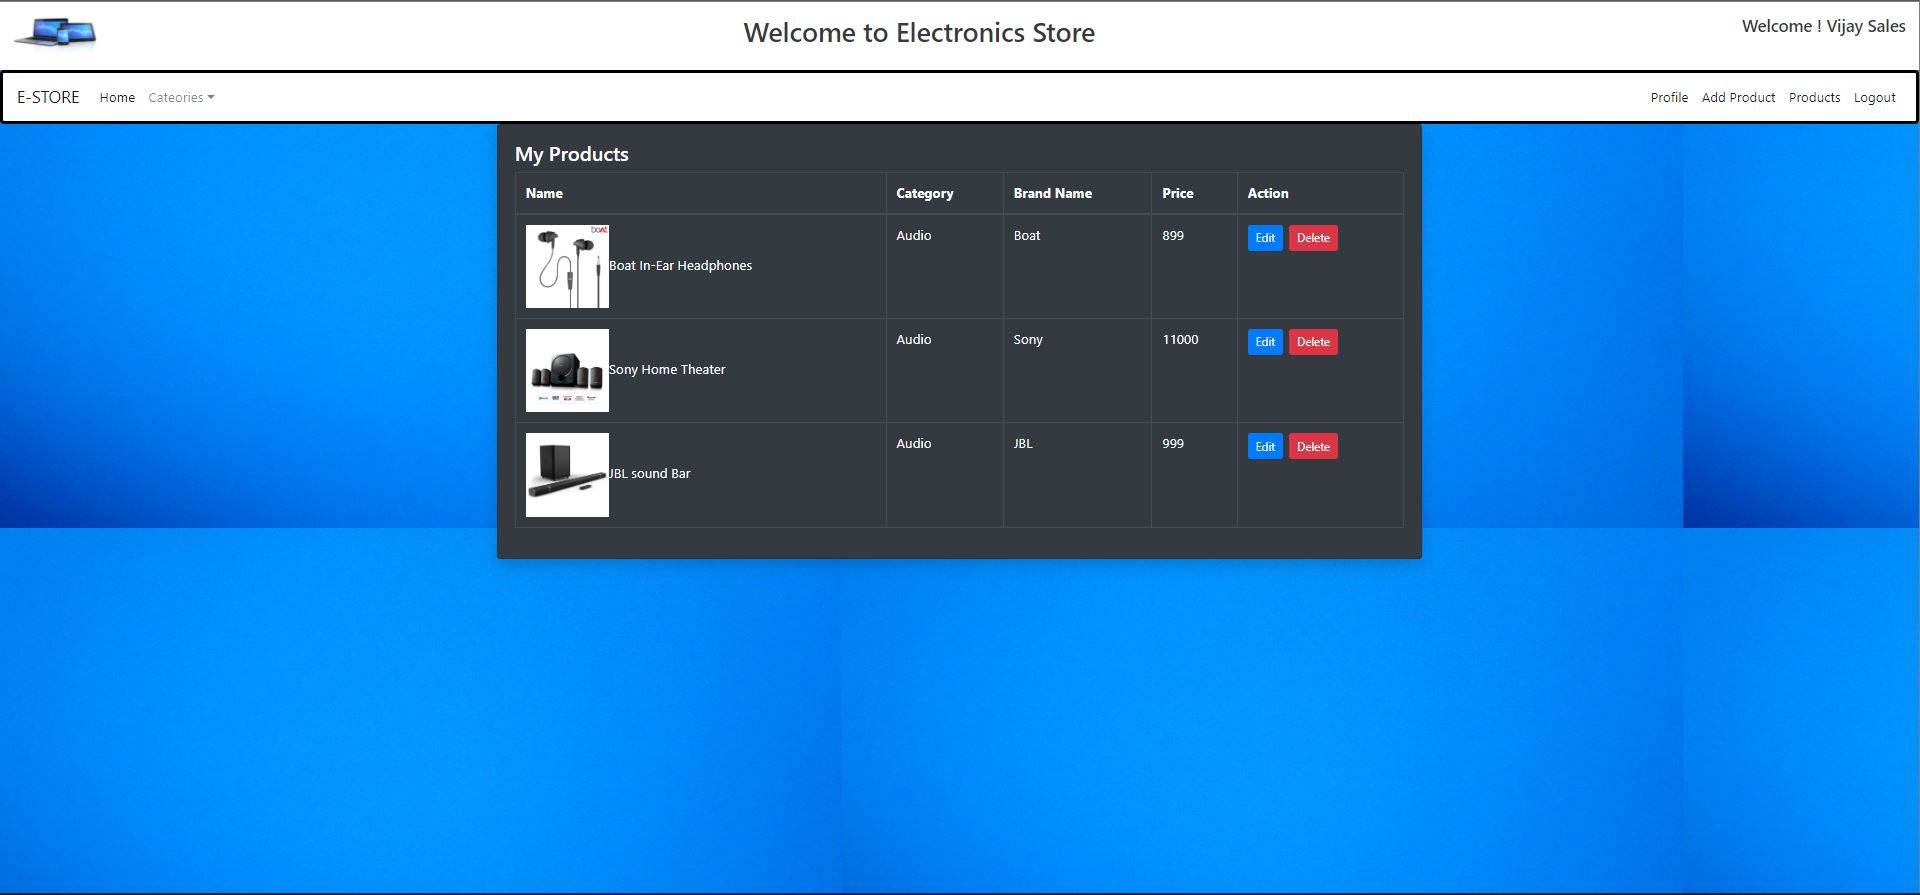 Welcome to Electronics Store
Welcome ! Vijay Sales
E-STORE Home Cateories Profile Add Product Products Logout
My Products
Name Category Brand Name Price Action
boAt
Boat In-Ear Headphones Audio Boat 899 Edit Delete
Sony Home Theater Audio Sony 11000 Edit Delete
JBL sound Bar Audio JBL 999 Edit Delete